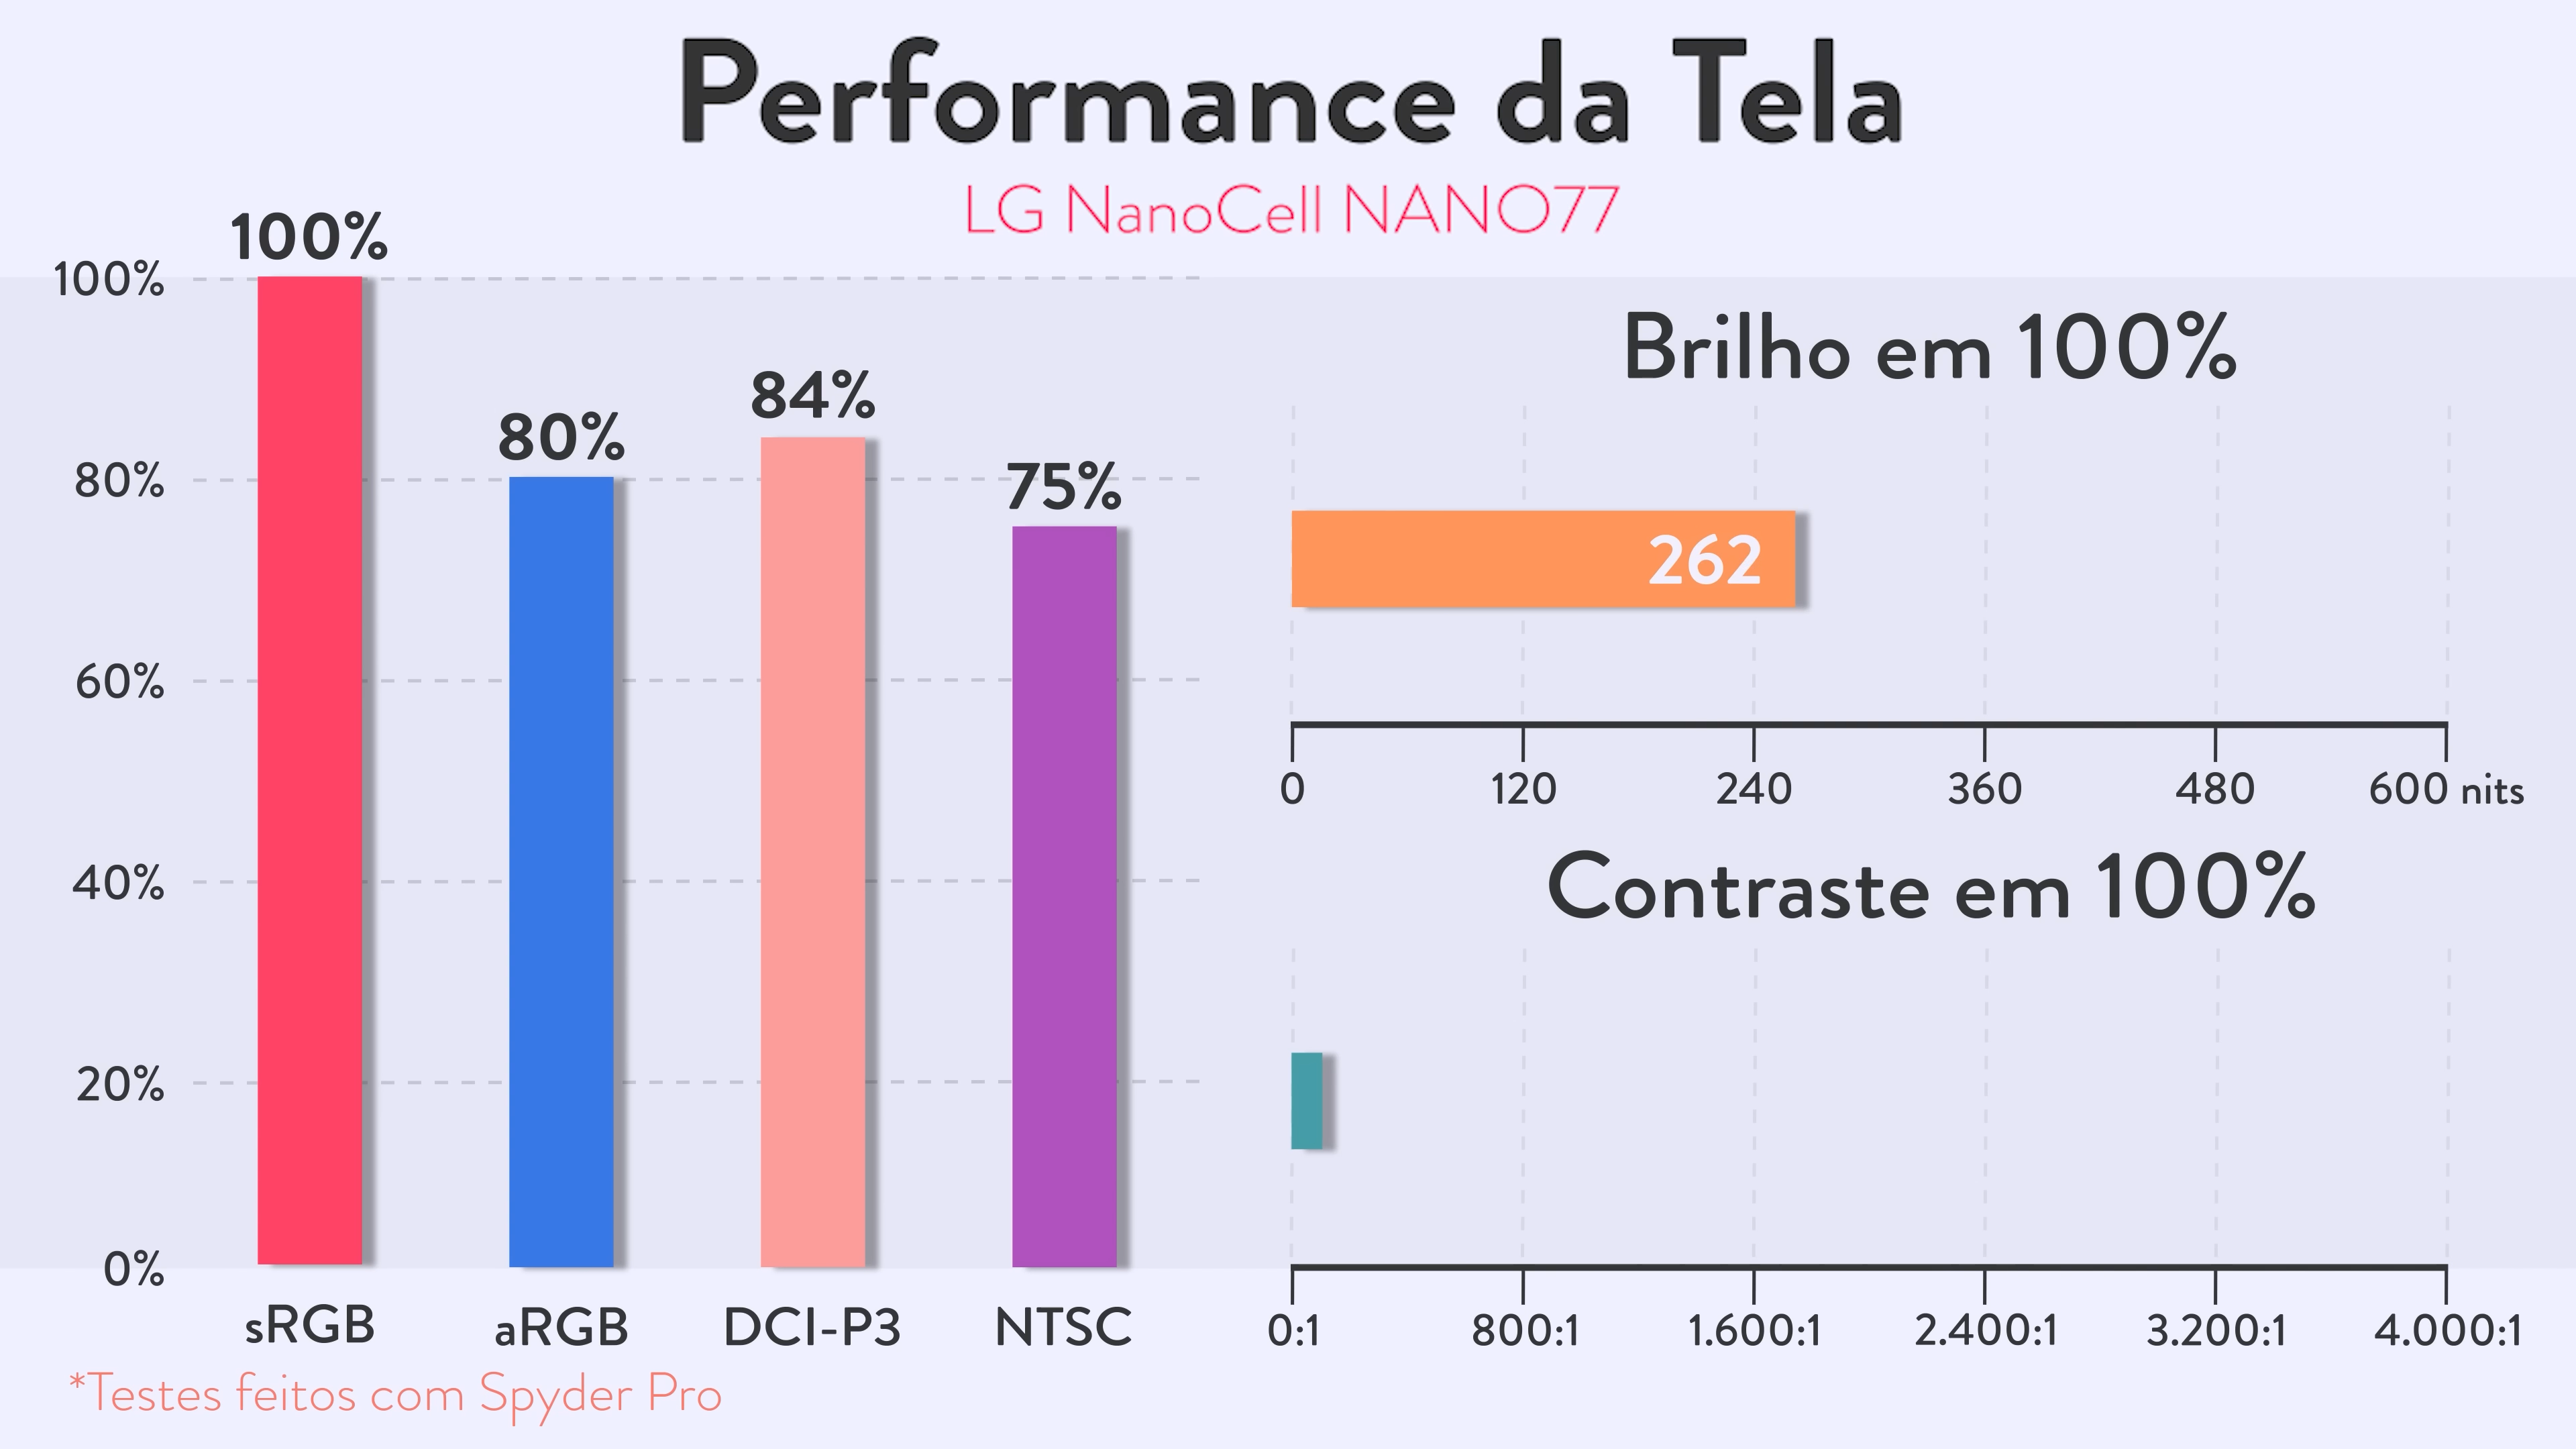 Performance da Tela
LG NanoCell NANO77
100%
80%
84%
75%
100%
80%
60%
40%
20%
0%
sRGB aRGB DCI-P3 NTSC
*Testes feitos com Spyder Pro
Brilho em 100%
262
0 120 240 360 480 600 nits
Contraste em 100%
0:1 800:1 1.600:1 2.400:1 3.200:1 4.000:1